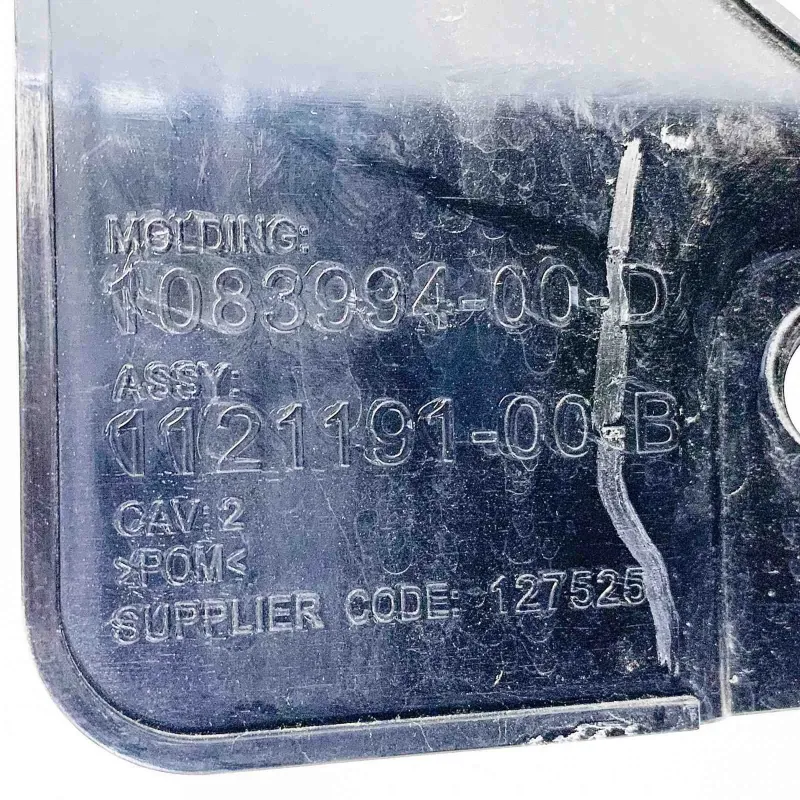 MOLDING:
1083994-00-D
ASSY:
1121191-00-B
CAV: 2
>POM<
SUPPLIER CODE: 127525